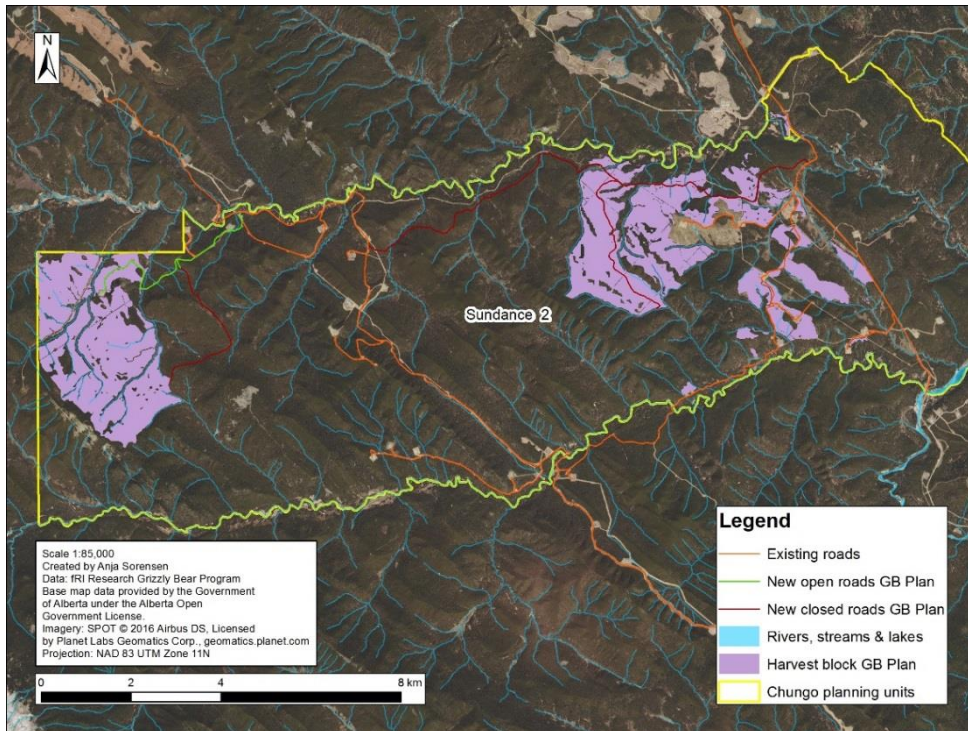 N
Sundance 2
Scale 1:85,000
Created by Anja Sorensen
Data: fRI Research Grizzly Bear Program
Base map data provided by the Government
of Alberta under the Alberta Open
Government License.
Imagery: SPOT © 2016 Airbus DS, Licensed
by Planet Labs Geomatics Corp., geomatics.planet.com
Projection: NAD 83 UTM Zone 11N
0 2 4 8 km
Legend
Existing roads
New open roads GB Plan
New closed roads GB Plan
Rivers, streams & lakes
Harvest block GB Plan
Chungo planning units